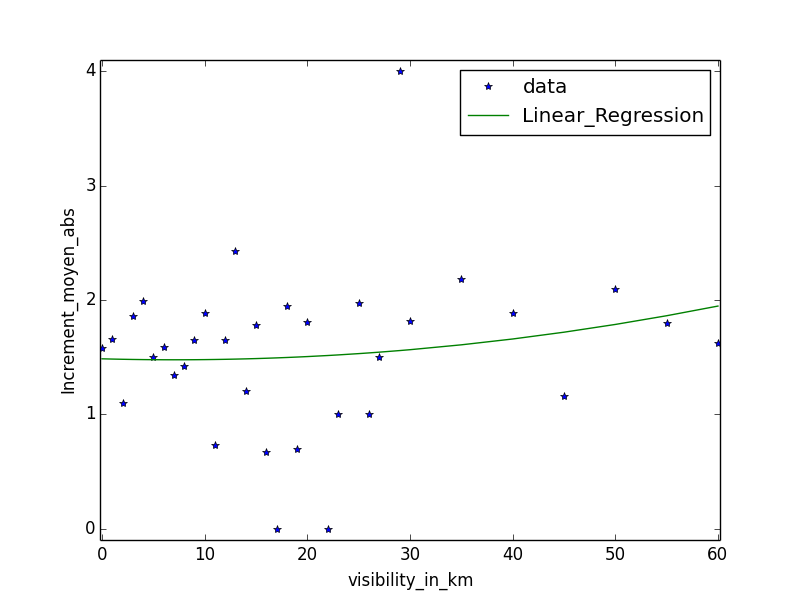 data
Linear_Regression
4
3
2
1
0
Increment_moyen_abs
0 10 20 30 40 50 60
visibility_in_km